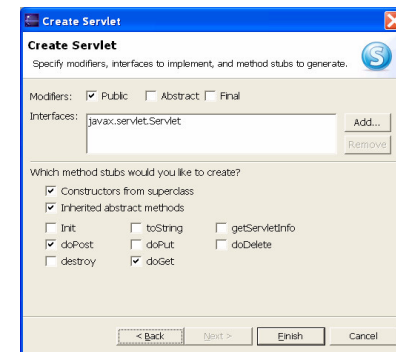 Create Servlet
Create Servlet
Specify modifiers, interfaces to implement, and method stubs to generate.
S
Modifiers: Public Abstract Final
Interfaces: javax.servlet.Servlet Add...
Remove
Which method stubs would you like to create?
Constructors from superclass
Inherited abstract methods
Init toString getServletInfo
doPost doPut doDelete
destroy doGet
< Back Next > Finish Cancel